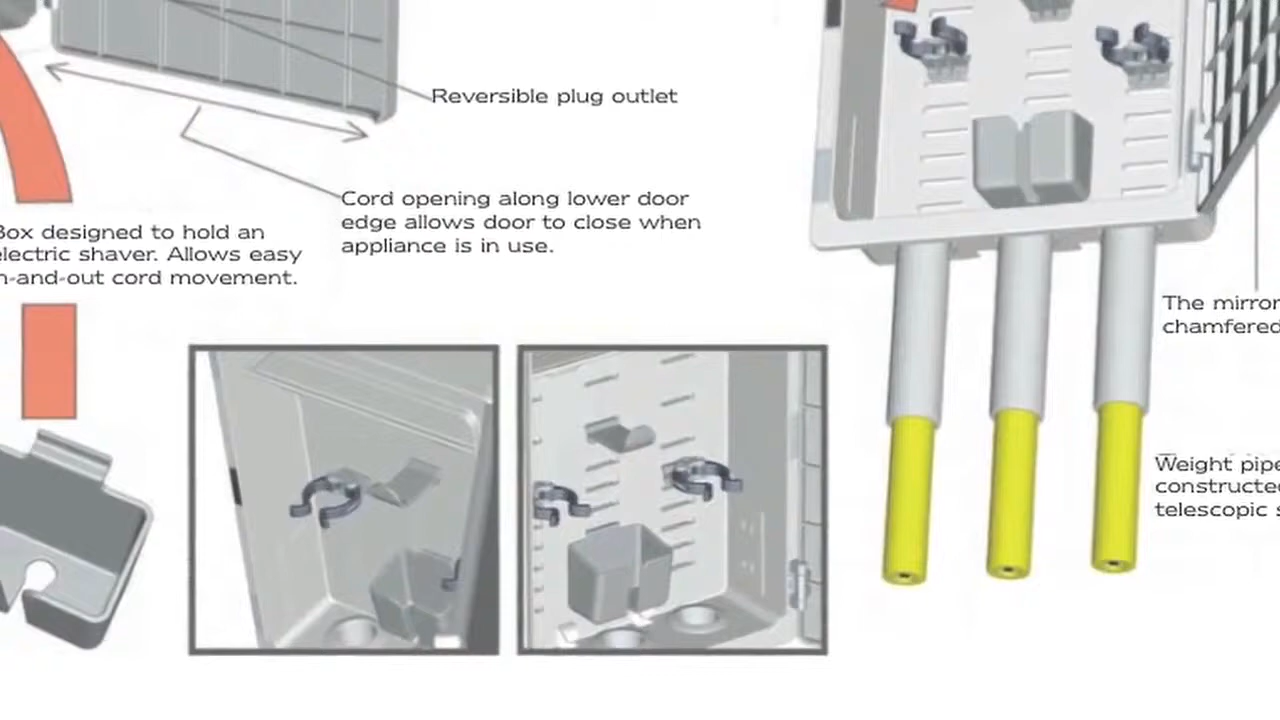 Reversible plug outlet
Cord opening along lower door
edge allows door to close when
appliance is in use.
Box designed to hold an
electric shaver. Allows easy
n-and-out cord movement.
The mirror
chamfered
Weight pipe
constructed
telescopic s